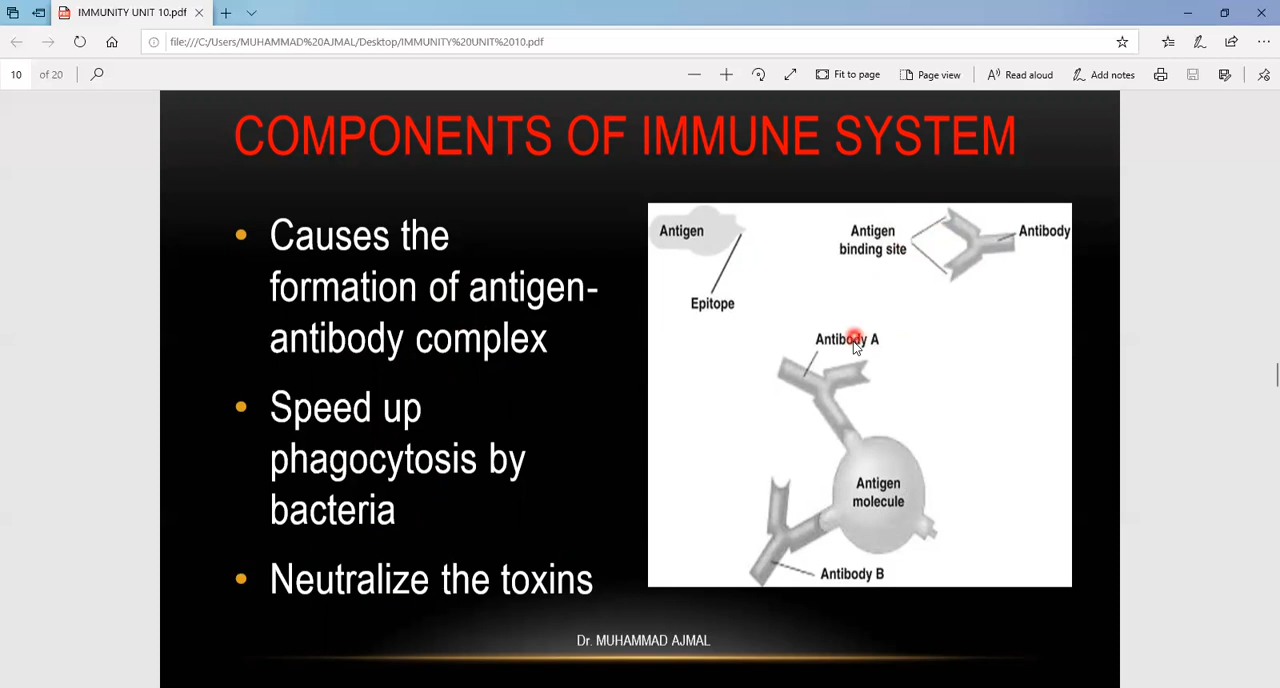 IMMUNITY UNIT 10.pdf
file:///C:/Users/MUHAMMAD%20AJMAL/Desktop/IMMUNITY%20UNIT%2010.pdf
10 of 20
Fit to page
Page view
Read aloud
Add notes
COMPONENTS OF IMMUNE SYSTEM
• Causes the
formation of antigen-
antibody complex
• Speed up
phagocytosis by
bacteria
• Neutralize the toxins
Antigen
Epitope
Antigen
binding site
Antibody
Antibody A
Antigen
molecule
Antibody B
Dr. MUHAMMAD AJMAL